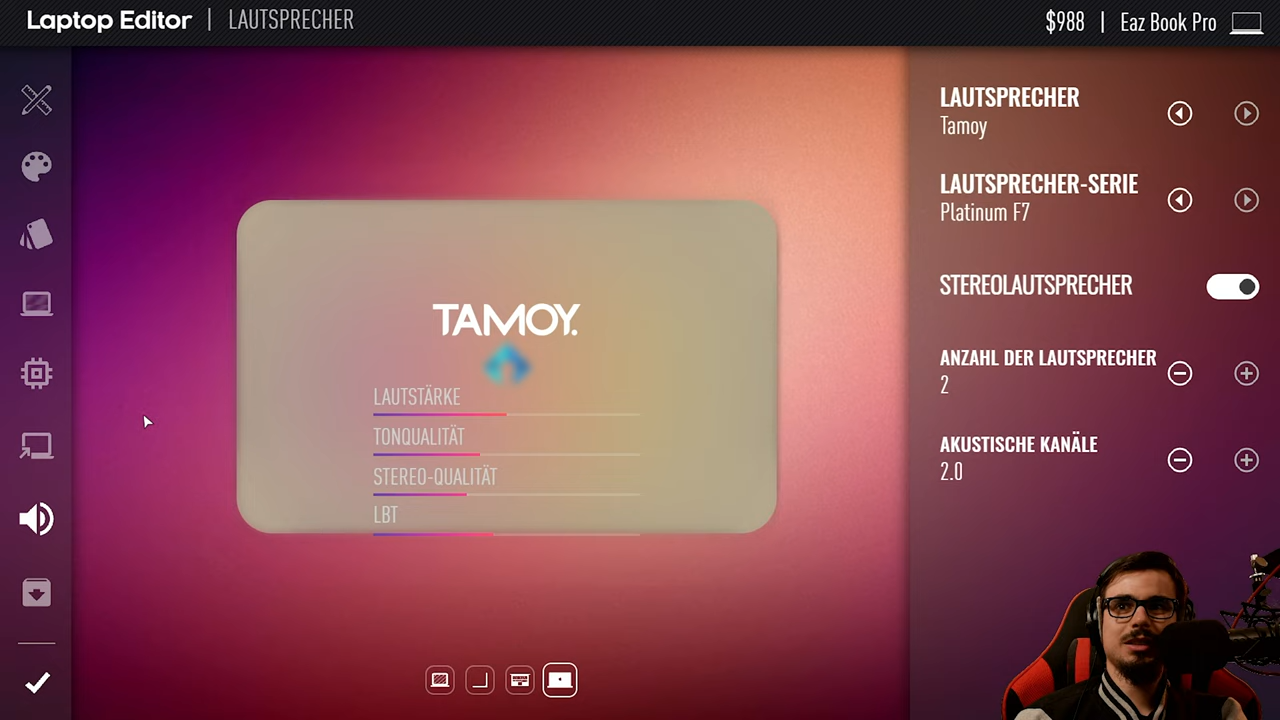 Laptop Editor | LAUTSPRECHER
$988 | Eaz Book Pro
LAUTSPRECHER
Tamoy
LAUTSPRECHER-SERIE
Platinum F7
STEREOLAUTSPRECHER
ANZAHL DER LAUTSPRECHER
2
AKUSTISCHE KANÄLE
2.0
TAMOY.
LAUTSTÄRKE
TONQUALITÄT
STEREO-QUALITÄT
LBT